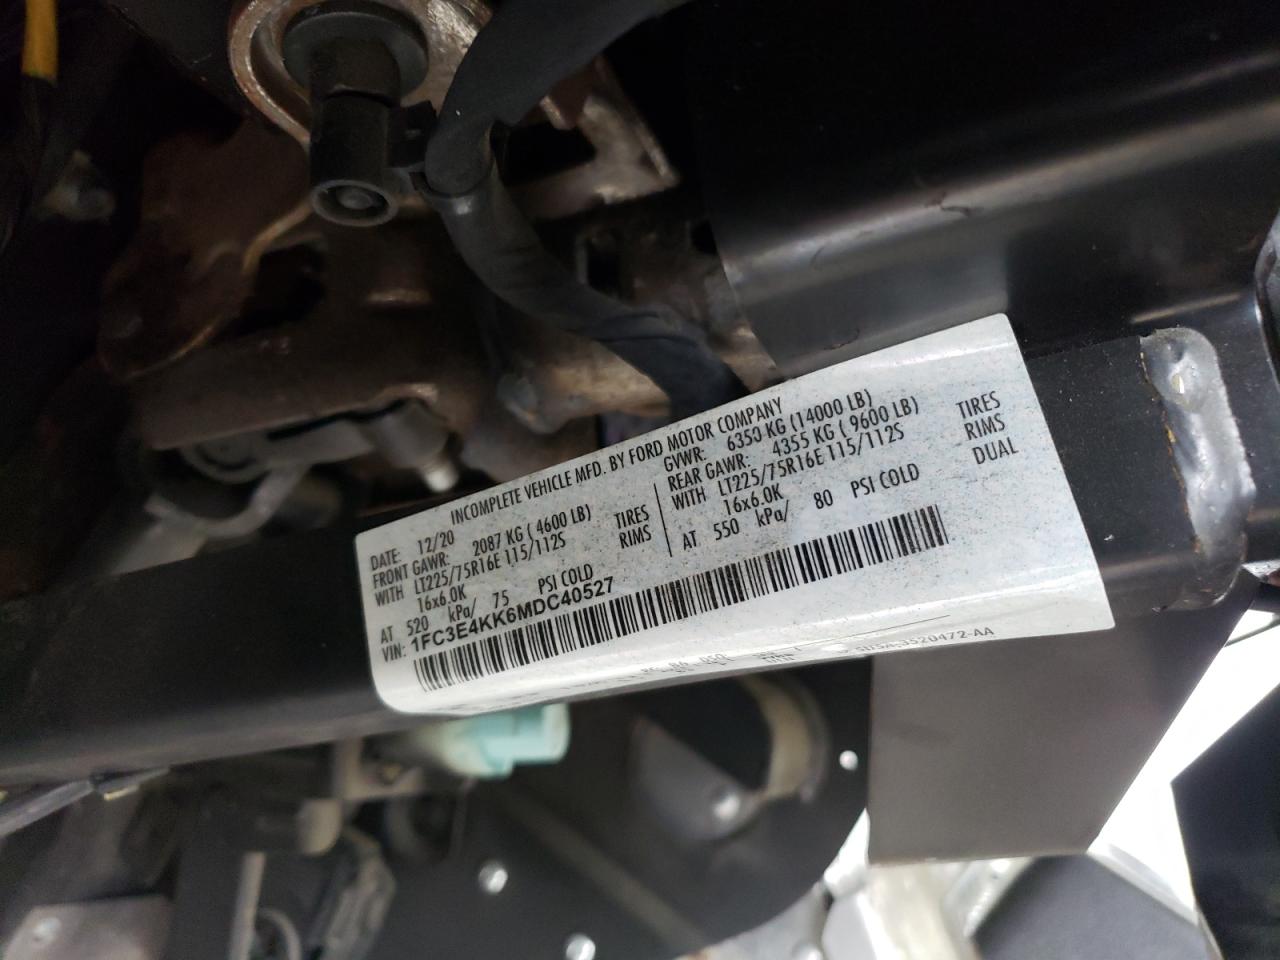 INCOMPLETE VEHICLE MFD. BY FORD MOTOR COMPANY
DATE: 12/20
GVWR: 6350 KG (14000 LB)
FRONT GAWR: 2087 KG ( 4600 LB)
REAR GAWR: 4355 KG ( 9600 LB)
WITH LT225/75R16E 115/112S TIRES
WITH LT225/75R16E 115/112S TIRES
16x6.0K RIMS
16x6.0K RIMS
AT 520 kPa/ 75 PSI COLD
AT 550 kPa/ 80 PSI COLD DUAL
VIN: 1FC3E4KK6MDC40527
3520472-AA